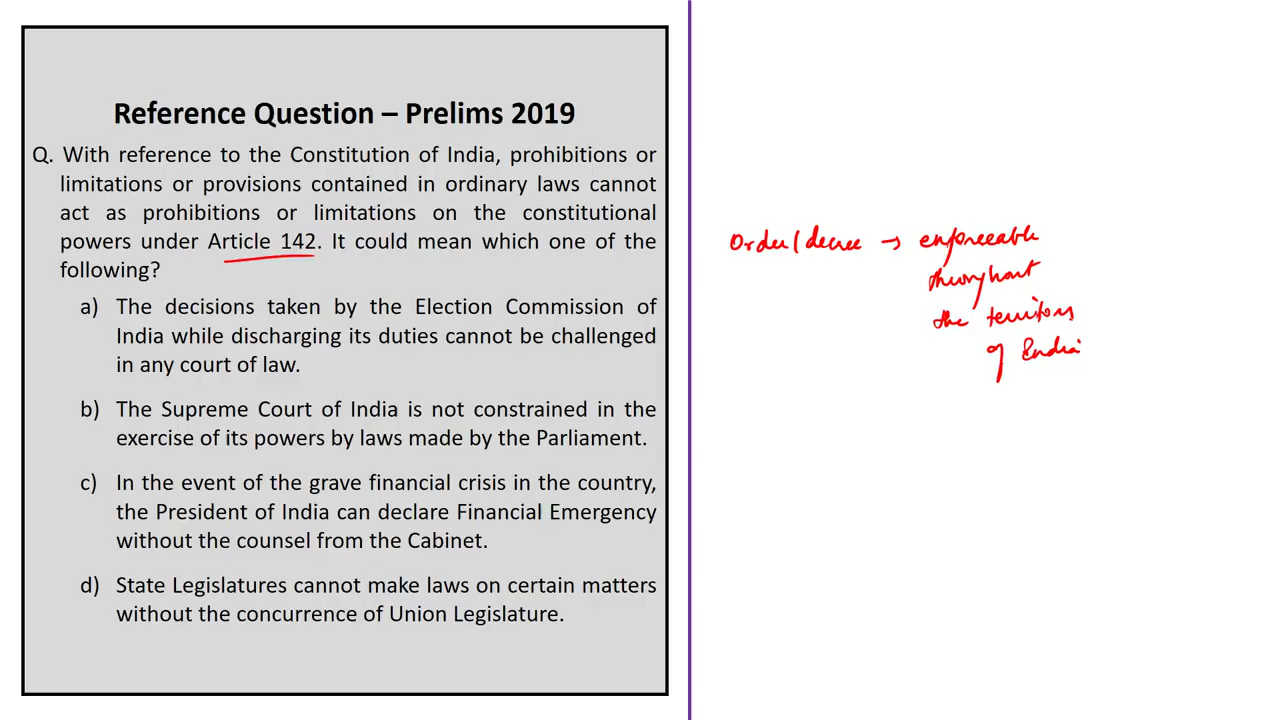 Reference Question – Prelims 2019
Q. With reference to the Constitution of India, prohibitions or
limitations or provisions contained in ordinary laws cannot
act as prohibitions or limitations on the constitutional
powers under Article 142. It could mean which one of the
following?
a) The decisions taken by the Election Commission of
India while discharging its duties cannot be challenged
in any court of law.
b) The Supreme Court of India is not constrained in the
exercise of its powers by laws made by the Parliament.
c) In the event of the grave financial crisis in the country,
the President of India can declare Financial Emergency
without the counsel from the Cabinet.
d) State Legislatures cannot make laws on certain matters
without the concurrence of Union Legislature.
Order/decree → enforceable
throughout
the territory
of India